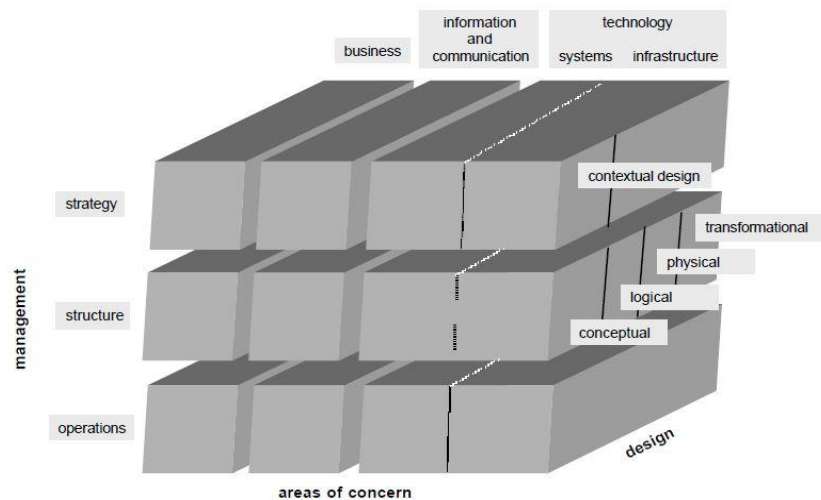 information
and
communication
technology
business
systems
infrastructure
contextual design
strategy
transformational
physical
logical
structure
conceptual
management
operations
design
areas of concern